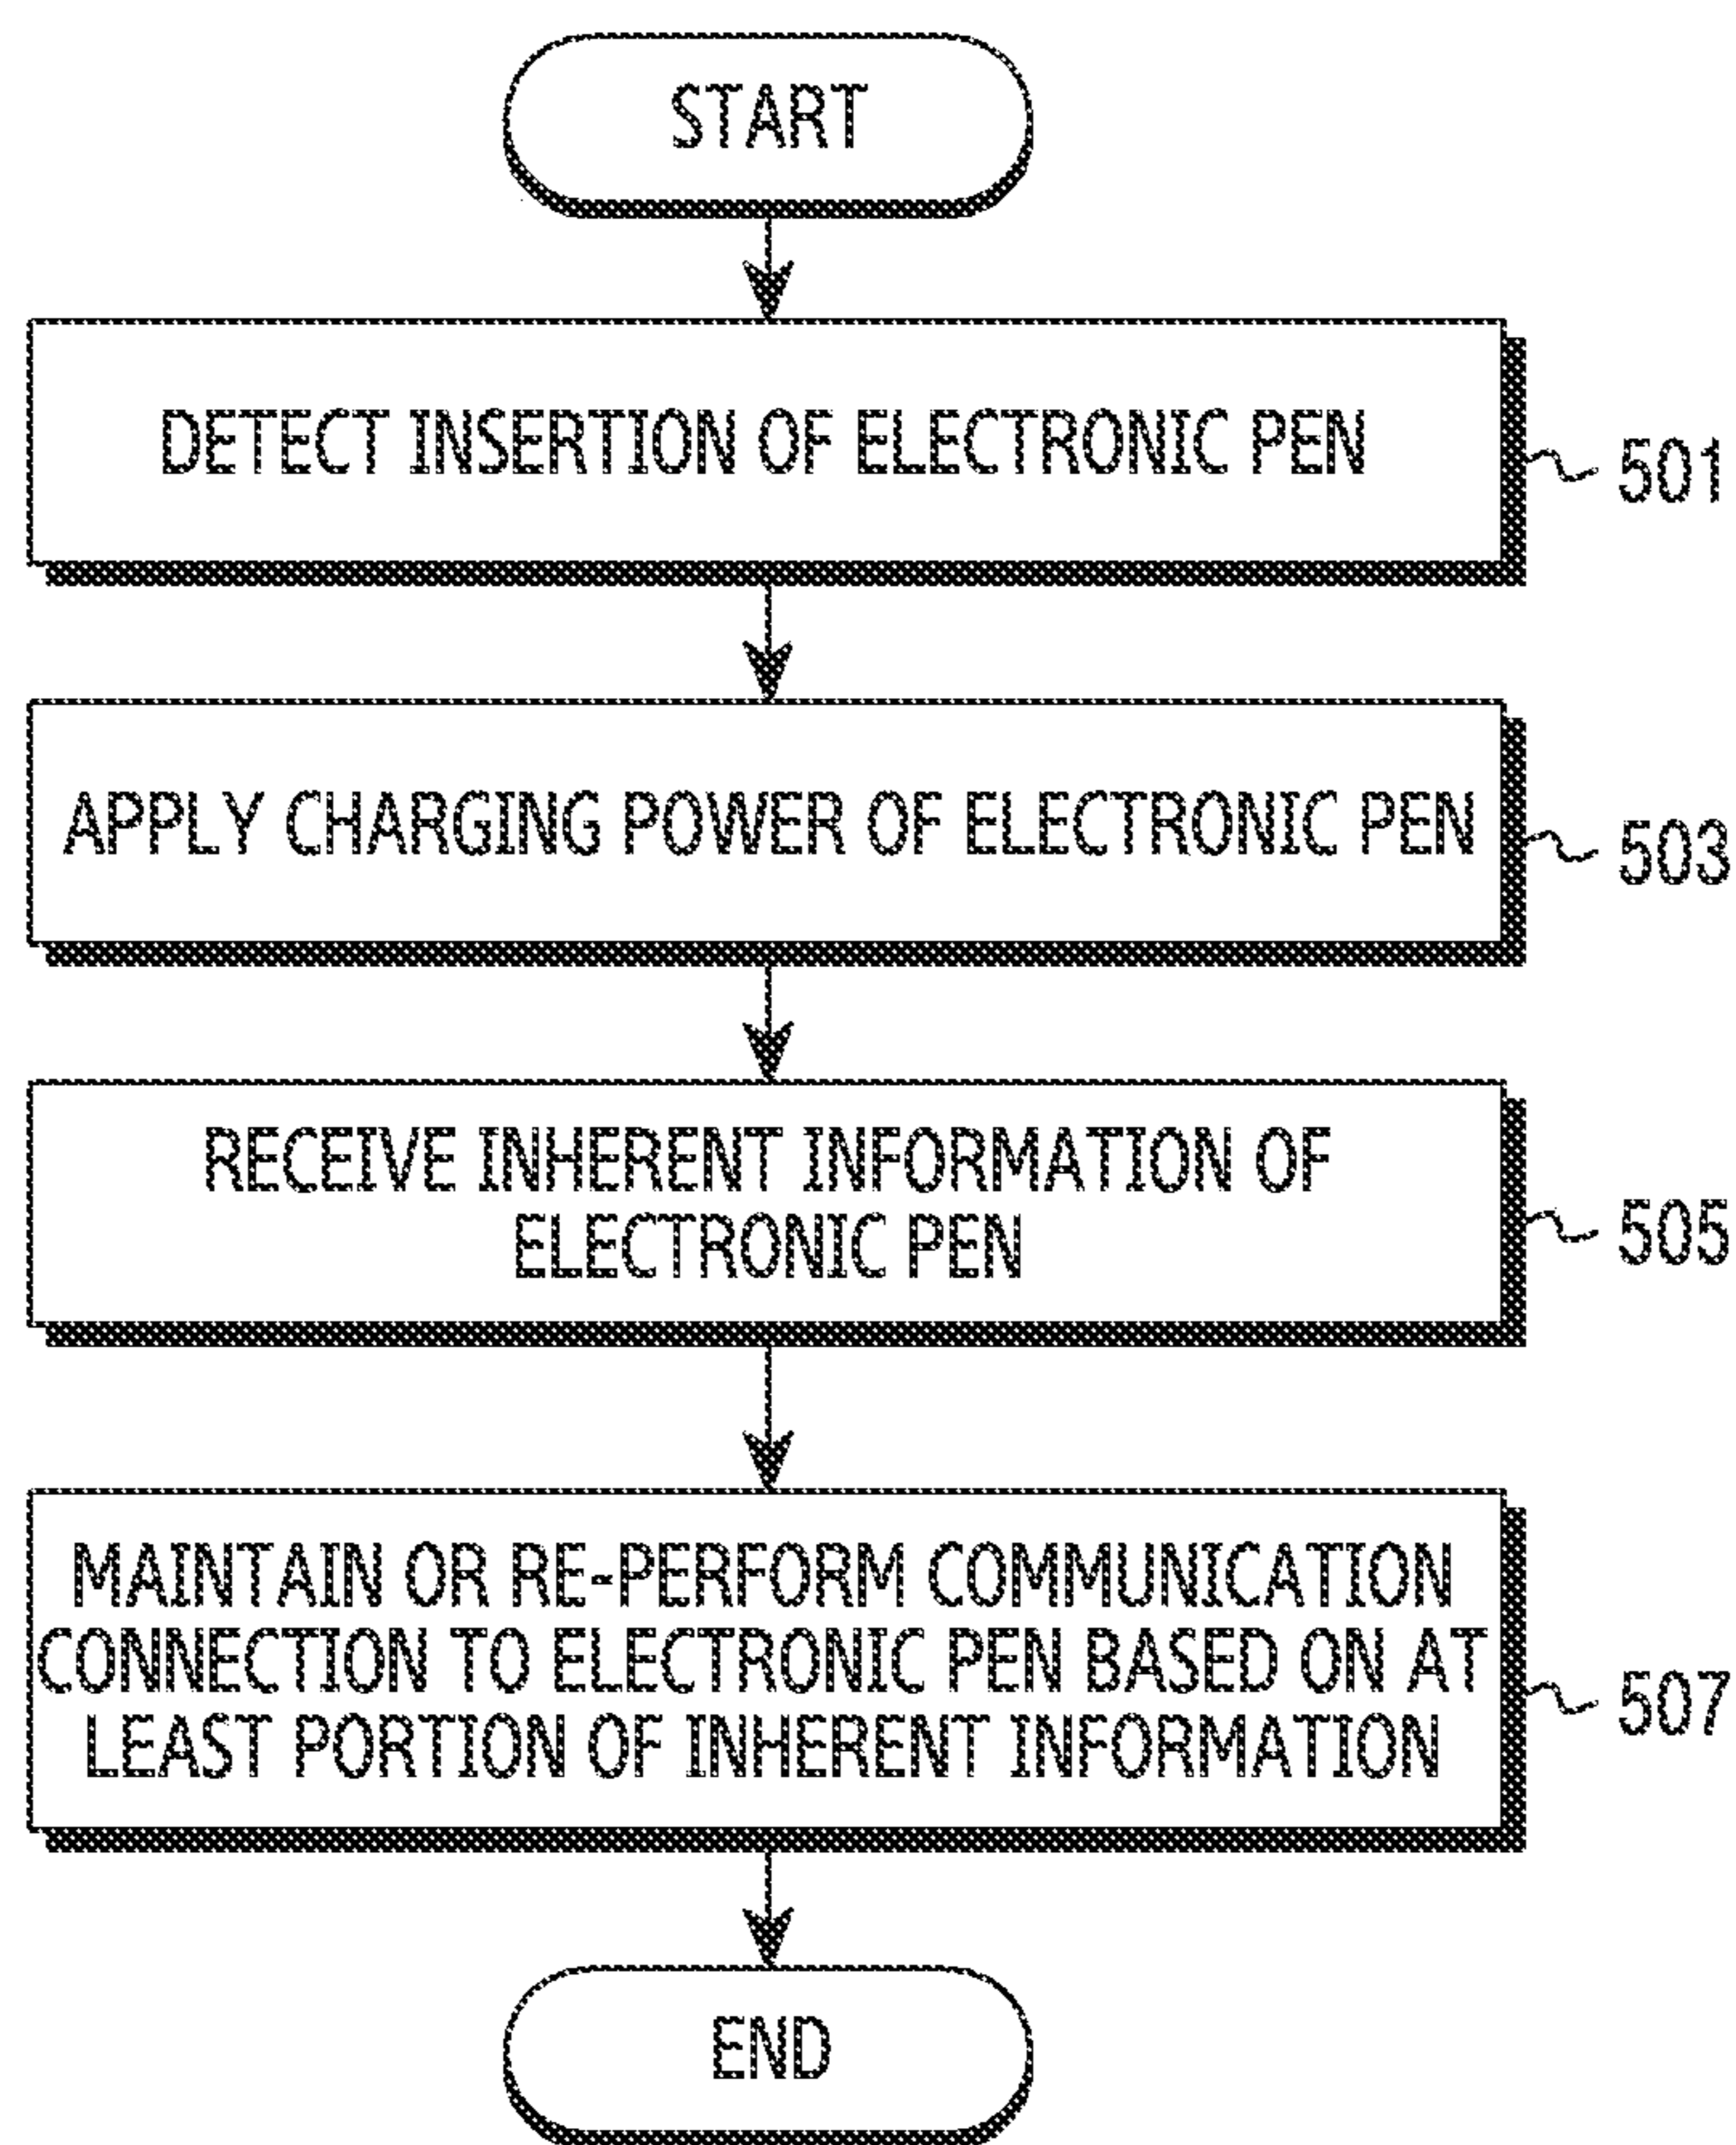 START
DETECT INSERTION OF ELECTRONIC PEN
501
APPLY CHARGING POWER OF ELECTRONIC PEN
503
RECEIVE INHERENT INFORMATION OF
ELECTRONIC PEN
505
MAINTAIN OR RE-PERFORM COMMUNICATION
CONNECTION TO ELECTRONIC PEN BASED ON AT
LEAST PORTION OF INHERENT INFORMATION
507
END